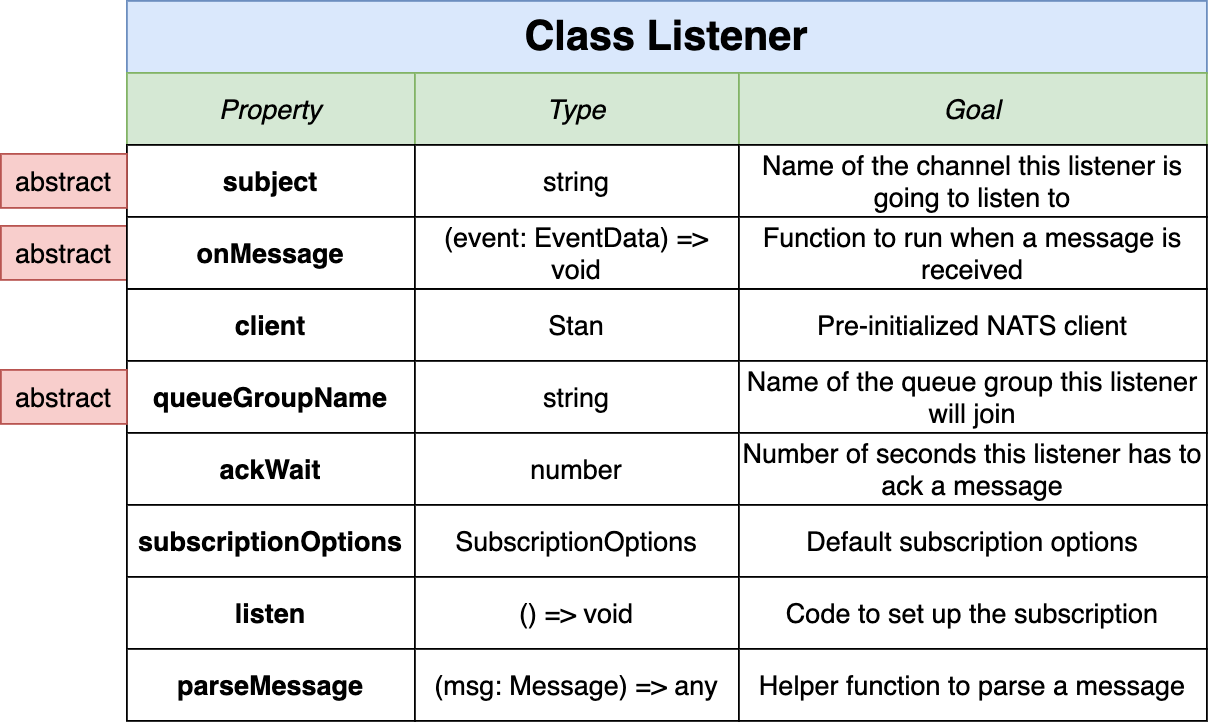 Class Listener
Property Type Goal
abstract subject string Name of the channel this listener is
going to listen to
abstract onMessage (event: EventData) =>
void Function to run when a message is
received
client Stan Pre-initialized NATS client
abstract queueGroupName string Name of the queue group this listener
will join
ackWait number Number of seconds this listener has to
ack a message
subscriptionOptions SubscriptionOptions Default subscription options
listen () => void Code to set up the subscription
parseMessage (msg: Message) => any Helper function to parse a message